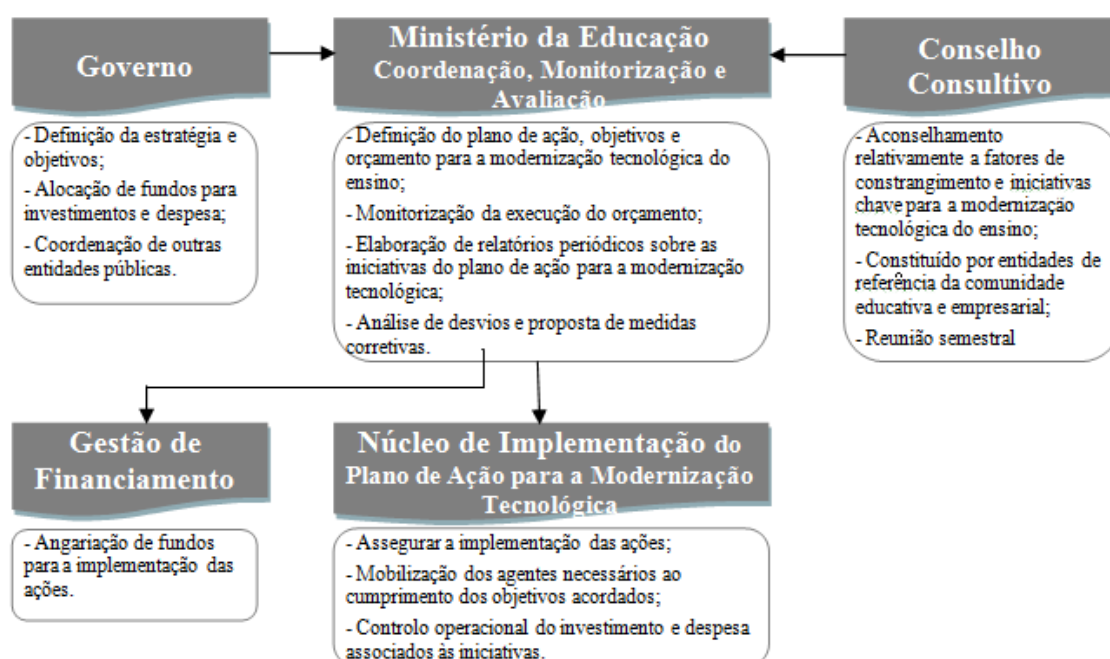 Governo
- Definição da estratégia e
objetivos;
- Alocação de fundos para
investimentos e despesa;
- Coordenação de outras
entidades públicas.
Ministério da Educação
Coordenação, Monitorização e
Avaliação
- Definição do plano de ação, objetivos e
orçamento para a modernização tecnológica do
ensino;
- Monitorização da execução do orçamento;
- Elaboração de relatórios periódicos sobre as
iniciativas do plano de ação para a modernização
tecnológica;
- Análise de desvios e proposta de medidas
corretivas.
Conselho
Consultivo
- Aconselhamento
relativamente a fatores de
constrangimento e iniciativas
chave para a modernização
tecnológica do ensino;
- Constituído por entidades de
referência da comunidade
educativa e empresarial;
- Reunião semestral
Gestão de
Financiamento
- Angariação de fundos
para a implementação das
ações.
Núcleo de Implementação do
Plano de Ação para a Modernização
Tecnológica
- Assegurar a implementação das ações;
- Mobilização dos agentes necessários ao
cumprimento dos objetivos acordados;
- Controlo operacional do investimento e despesa
associados às iniciativas.